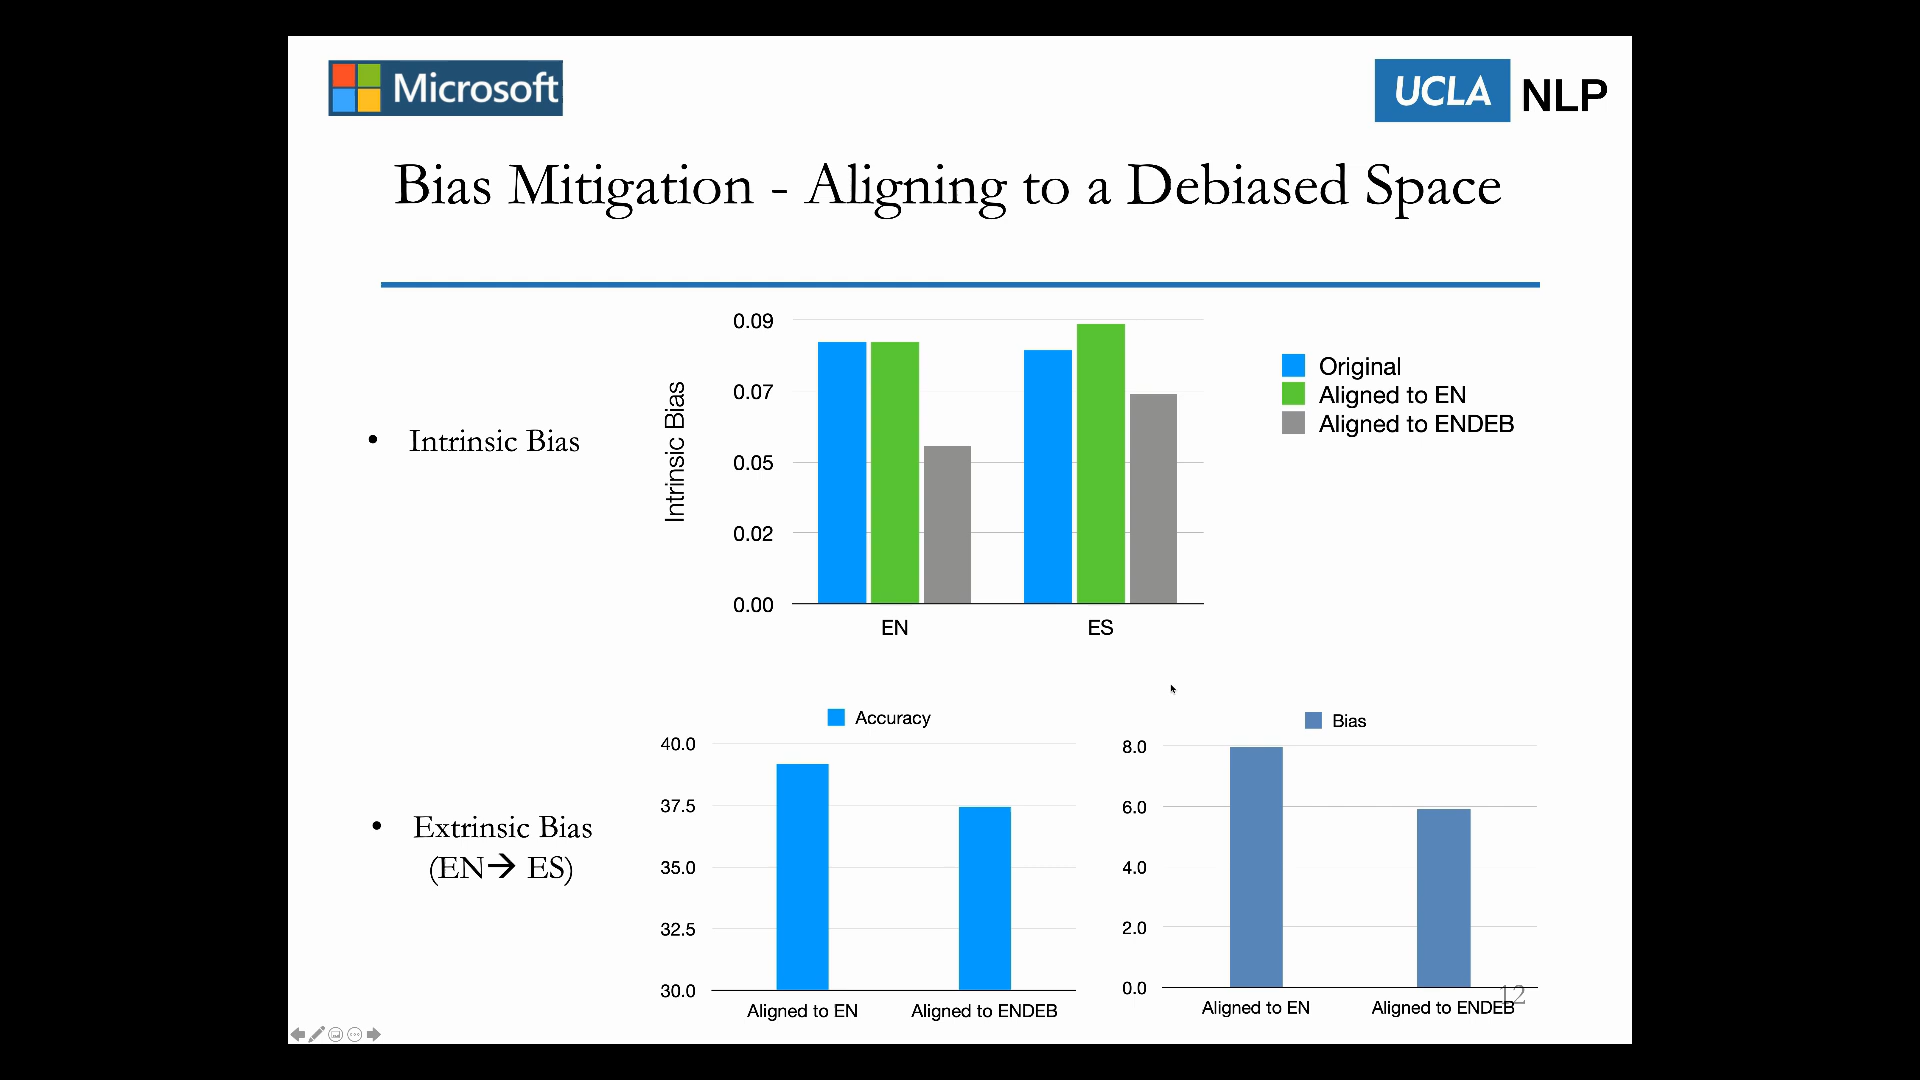 Microsoft
UCLA NLP
Bias Mitigation - Aligning to a Debiased Space
• Intrinsic Bias
Intrinsic Bias
0.09
0.07
0.05
0.02
0.00
EN ES
Original
Aligned to EN
Aligned to ENDEB
• Extrinsic Bias
(EN→ ES)
Accuracy
40.0
37.5
35.0
32.5
30.0
Aligned to EN Aligned to ENDEB
Bias
8.0
6.0
4.0
2.0
0.0
Aligned to EN Aligned to ENDEB
12